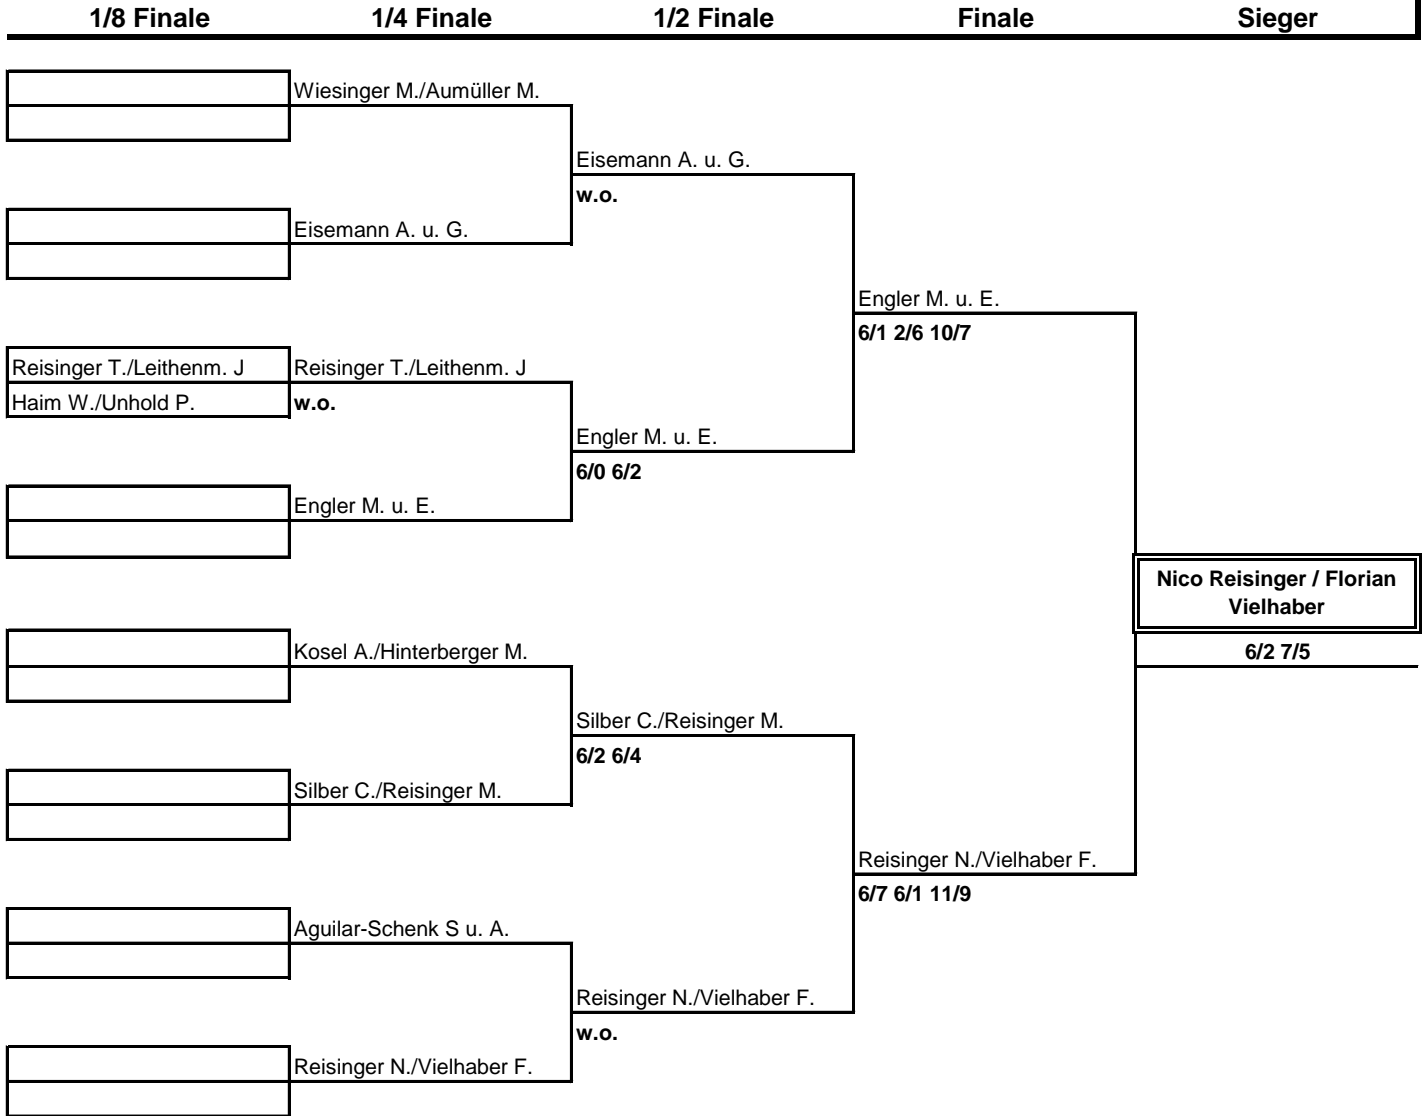 1/8 Finale 1/4 Finale 1/2 Finale Finale Sieger
Wiesinger M./Aumüller M.
Eisemann A. u. G.
w.o.
Eisemann A. u. G.
Engler M. u. E.
6/1 2/6 10/7
Reisinger T./Leithenm. J Reisinger T./Leithenm. J
Haim W./Unhold P. w.o.
Engler M. u. E.
6/0 6/2
Engler M. u. E.
Nico Reisinger / Florian
Vielhaber
Kosel A./Hinterberger M. 6/2 7/5
Silber C./Reisinger M.
6/2 6/4
Silber C./Reisinger M.
Reisinger N./Vielhaber F.
6/7 6/1 11/9
Aguilar-Schenk S u. A.
Reisinger N./Vielhaber F.
w.o.
Reisinger N./Vielhaber F.